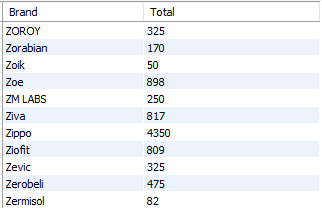 Brand Total
ZOROY 325
Zorabian 170
Zoik 50
Zoe 898
ZM LABS 250
Ziva 817
Zippo 4350
Ziofit 809
Zevic 325
Zerobeli 475
Zermisol 82